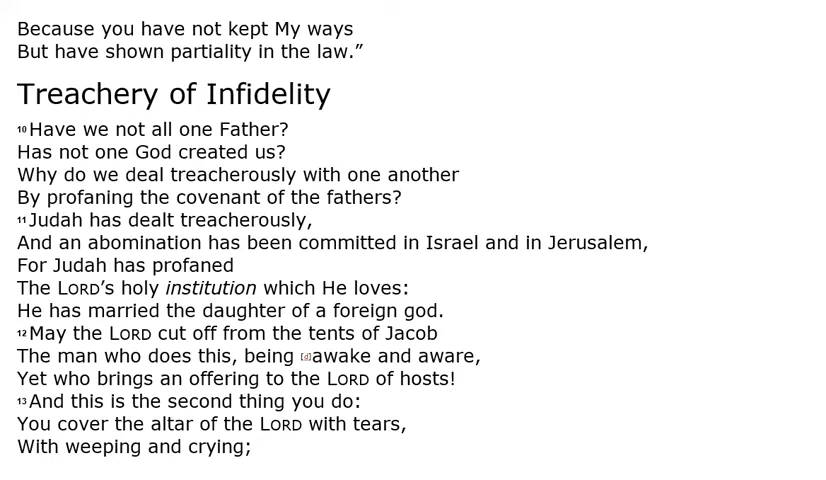 Because you have not kept My ways
But have shown partiality in the law.”
Treachery of Infidelity
10 Have we not all one Father?
Has not one God created us?
Why do we deal treacherously with one another
By profaning the covenant of the fathers?
11 Judah has dealt treacherously,
And an abomination has been committed in Israel and in Jerusalem,
For Judah has profaned
The LORD’s holy institution which He loves:
He has married the daughter of a foreign god.
12 May the LORD cut off from the tents of Jacob
The man who does this, being [d]awake and aware,
Yet who brings an offering to the LORD of hosts!
13 And this is the second thing you do:
You cover the altar of the LORD with tears,
With weeping and crying;